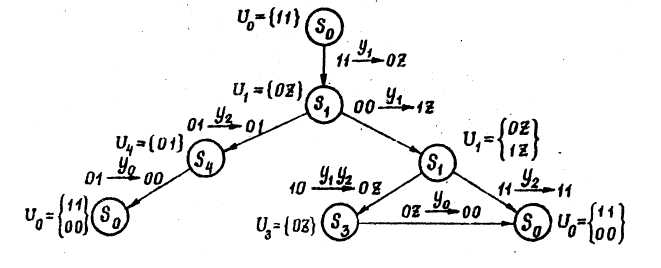 U₀={11} S₀
11 y₁→ 0Z
U₁={0Z} S₁ 00 y₁→ 1Z
01 y₂→ 01
U₁={0Z 1Z}
U₄={01} S₄ S₁
01 y₀→ 00 10 y₁y₂→ 0Z 11 y₂→ 11
U₀={11 00} S₀ U₃={0Z} S₃ 0Z y₀→ 00 S₀ U₀={11 00}